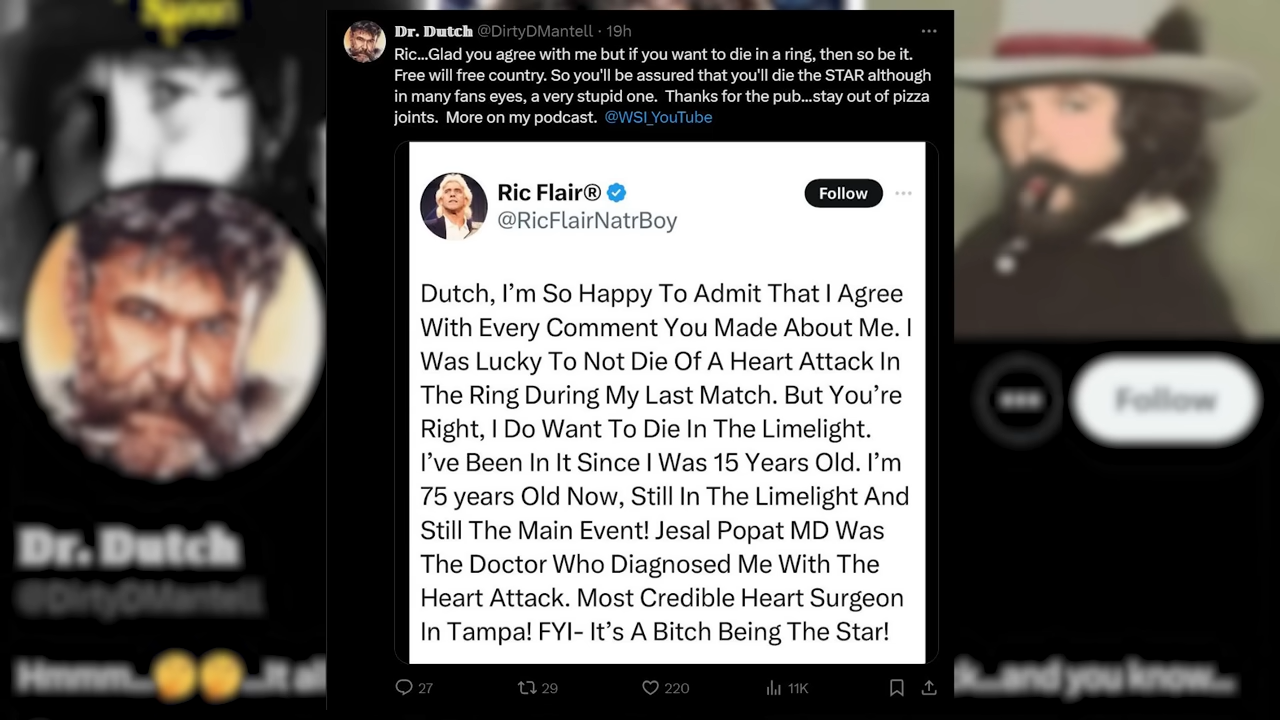 Dr. Dutch @DirtyDMantell · 19h
Ric...Glad you agree with me but if you want to die in a ring, then so be it.
Free will free country. So you'll be assured that you'll die the STAR although
in many fans eyes, a very stupid one. Thanks for the pub...stay out of pizza
joints. More on my podcast. @WSI_YouTube
Ric Flair®
@RicFlairNatrBoy
Follow
Dutch, I’m So Happy To Admit That I Agree
With Every Comment You Made About Me. I
Was Lucky To Not Die Of A Heart Attack In
The Ring During My Last Match. But You’re
Right, I Do Want To Die In The Limelight.
I’ve Been In It Since I Was 15 Years Old. I’m
75 years Old Now, Still In The Limelight And
Still The Main Event! Jesal Popat MD Was
The Doctor Who Diagnosed Me With The
Heart Attack. Most Credible Heart Surgeon
In Tampa! FYI- It’s A Bitch Being The Star!
27 29 220 11K
Dr. Dutch
@DirtyDMantell
Hmmm...🤔🤔...It al
Follow
k...and you know...